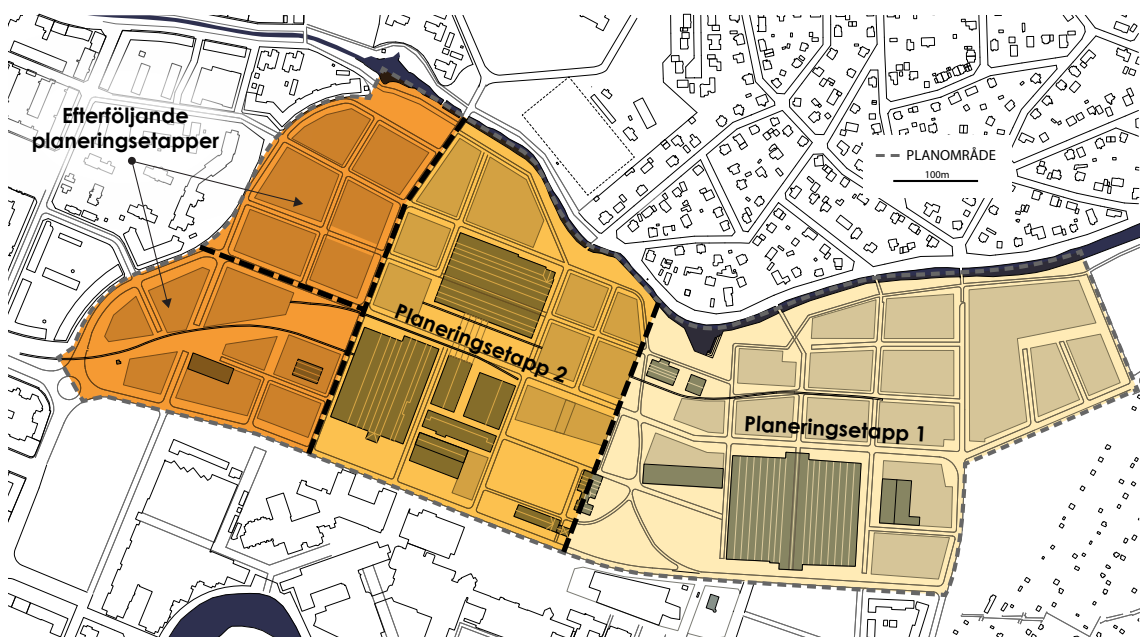 Efterföljande
planeringsetapper
PLANOMRÅDE
100m
Planeringsetapp 2
Planeringsetapp 1